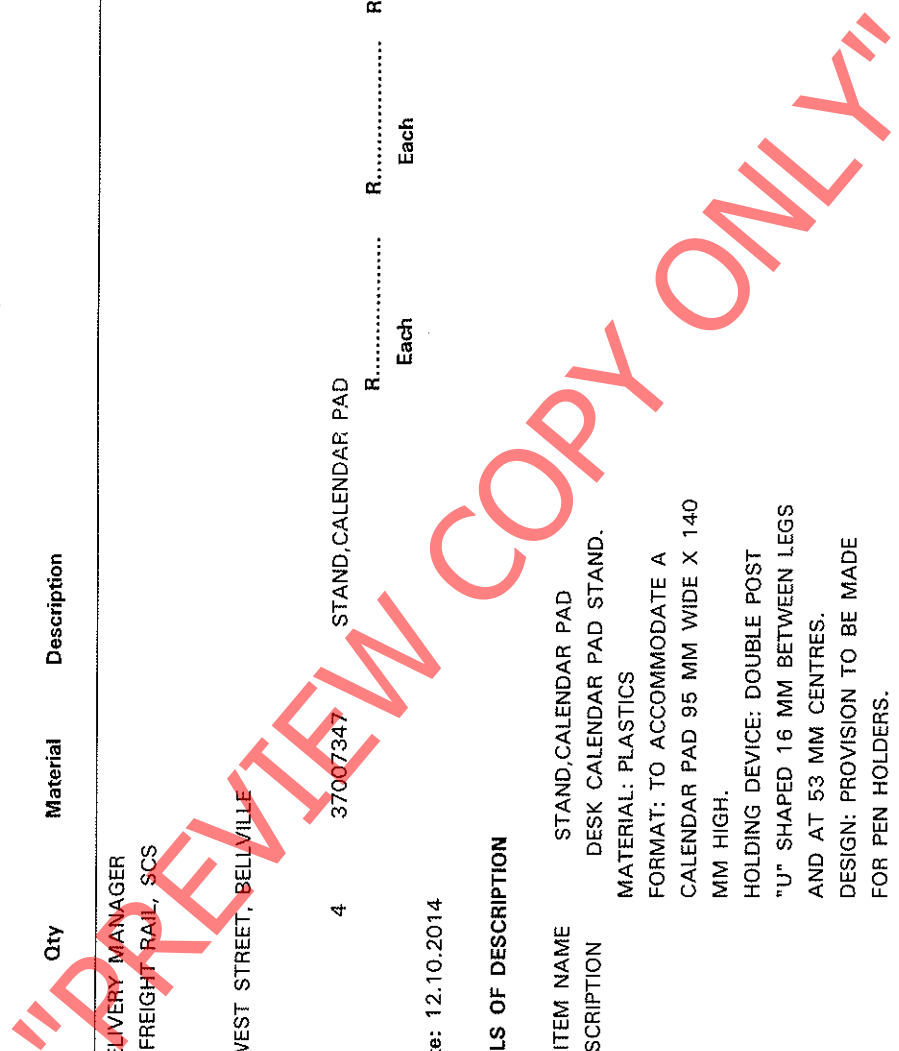 Qty Material Description
ELIVERY MANAGER
FREIGHT RAIL, SCS
WEST STREET, BELLVILLE
4 37007347 STAND,CALENDAR PAD
R................ R................ R
Each Each
te: 12.10.2014
LS OF DESCRIPTION
ITEM NAME STAND,CALENDAR PAD
SCRIPTION DESK CALENDAR PAD STAND.
MATERIAL: PLASTICS
FORMAT: TO ACCOMMODATE A
CALENDAR PAD 95 MM WIDE X 140
MM HIGH.
HOLDING DEVICE: DOUBLE POST
"U" SHAPED 16 MM BETWEEN LEGS
AND AT 53 MM CENTRES.
DESIGN: PROVISION TO BE MADE
FOR PEN HOLDERS.
"PREVIEW COPY ONLY"